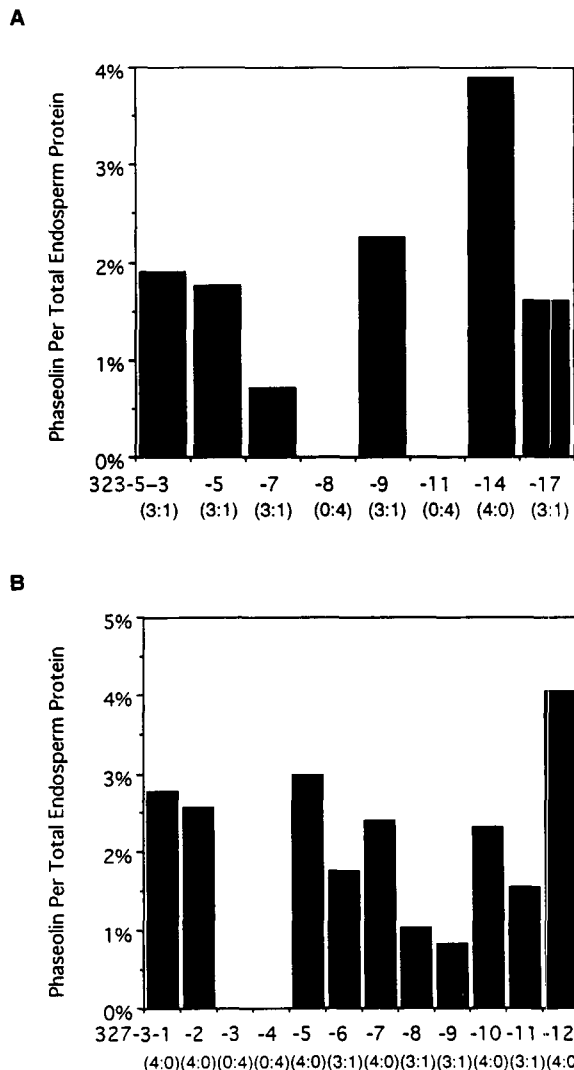 A
Phaseolin Per Total Endosperm Protein
4%
3%
2%
1%
0%
323-5-3 -5 -7 -8 -9 -11 -14 -17
(3:1) (3:1) (3:1) (0:4) (3:1) (0:4) (4:0) (3:1)
B
Phaseolin Per Total Endosperm Protein
5%
4%
3%
2%
1%
0%
327-3-1 -2 -3 -4 -5 -6 -7 -8 -9 -10 -11 -12
(4:0) (4:0) (0:4) (0:4) (4:0) (3:1) (4:0) (3:1) (3:1) (4:0) (3:1) (4:0